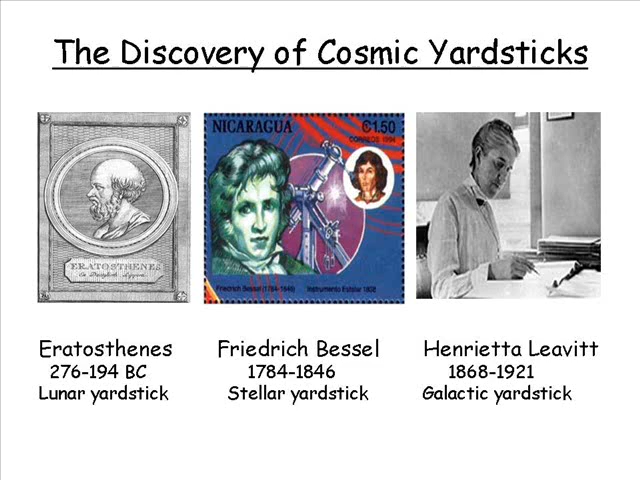 The Discovery of Cosmic Yardsticks
NICARAGUA
₡1.50
CORREOS 1994
Friedrich Bessel (1784-1846)
Instrumento Estelar 1802
ERATOSTHENES
Eratosthenes
276-194 BC
Lunar yardstick
Friedrich Bessel
1784-1846
Stellar yardstick
Henrietta Leavitt
1868-1921
Galactic yardstick